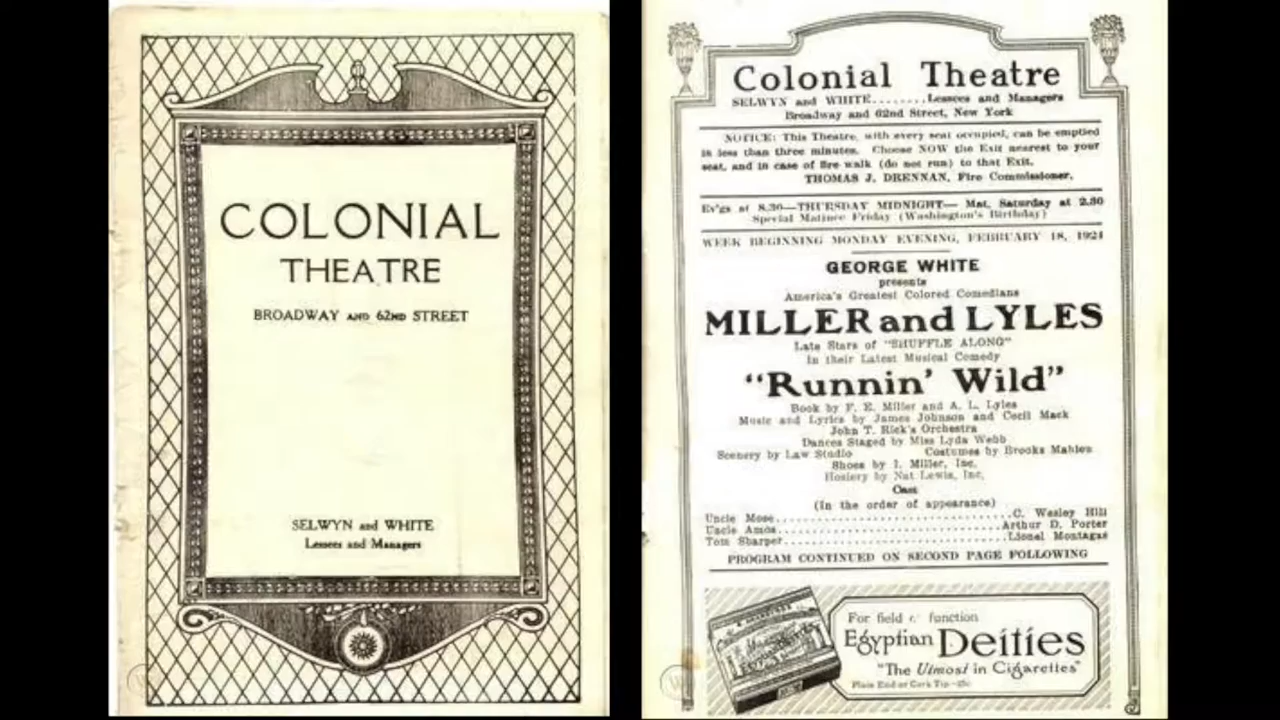 COLONIAL
THEATRE
BROADWAY AND 62ND STREET
SELWYN and WHITE
Lessees and Managers
Colonial Theatre
SELWYN and WHITE........Lessees and Managers
Broadway and 62nd Street, New York
NOTICE: This Theatre, with every seat occupied, can be emptied
in less than three minutes. Choose NOW the Exit nearest to your
seat, and in case of fire walk (do not run) to that Exit.
THOMAS J. DRENNAN, Fire Commissioner.
Ev'gs at 8.30—THURSDAY MIDNIGHT— Mat. Saturday at 2.30
Special Matinee Friday (Washington's Birthday)
WEEK BEGINNING MONDAY EVENING, FEBRUARY 18, 1924
GEORGE WHITE
presents
America's Greatest Colored Comedians
MILLER and LYLES
Late Stars of "SHUFFLE ALONG"
In their Latest Musical Comedy
"Runnin' Wild"
Book by F. E. Miller and A. L. Lyles
Music and Lyrics by James Johnson and Cecil Mack
John T. Rick's Orchestra
Dances Staged by Miss Lyda Webb
Scenery by Law Studio Costumes by Brooks Mahieu
Shoes by I. Miller, Inc.
Hosiery by Nat Lewis, Inc.
Cast
(In the order of appearance)
Uncle Mose..............................C. Wesley Hill
Uncle Amos..............................Arthur D. Porter
Tom Sharper..............................Lional Montagas
PROGRAM CONTINUED ON SECOND PAGE FOLLOWING
For field or function
Egyptian Deities
"The Utmost in Cigarettes"
Plain End or Cork Tip